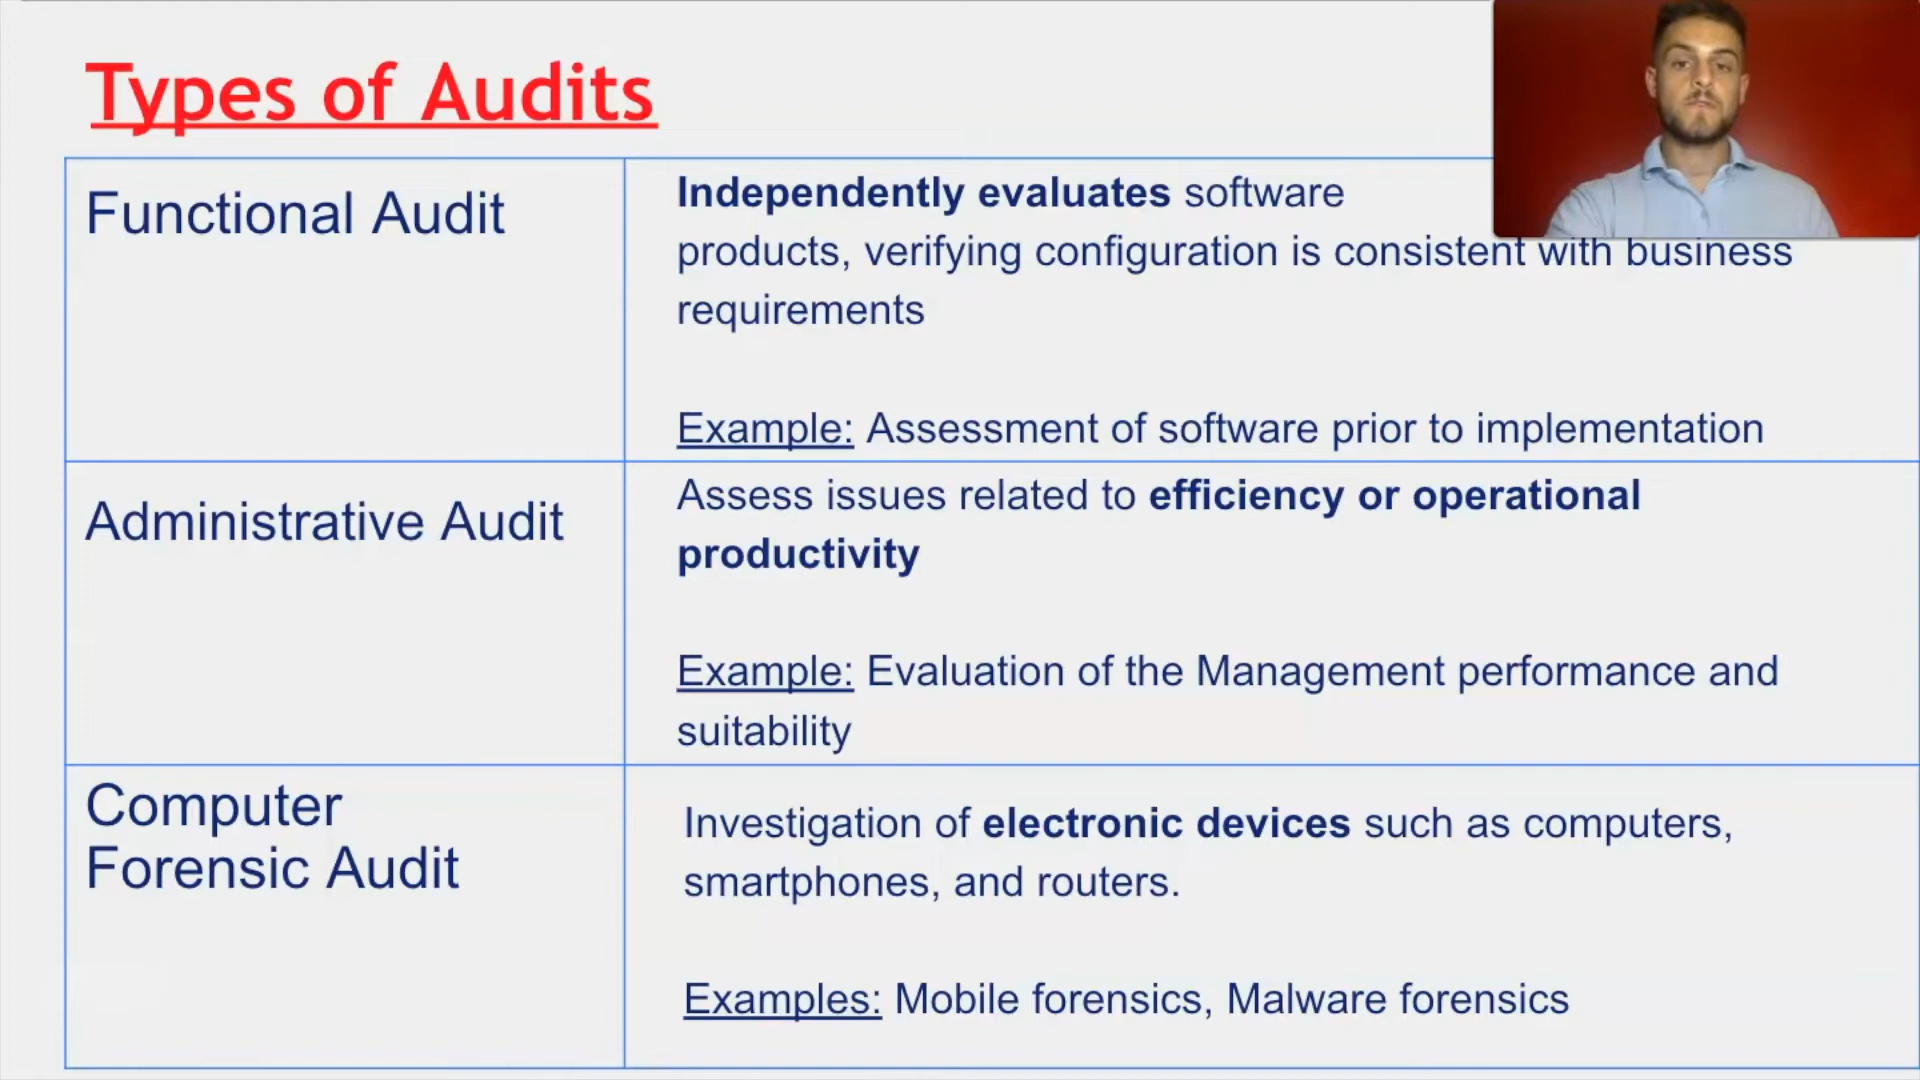 Types of Audits
Functional Audit
Independently evaluates software
products, verifying configuration is consistent with business
requirements
Example: Assessment of software prior to implementation
Administrative Audit
Assess issues related to efficiency or operational
productivity
Example: Evaluation of the Management performance and
suitability
Computer
Forensic Audit
Investigation of electronic devices such as computers,
smartphones, and routers.
Examples: Mobile forensics, Malware forensics